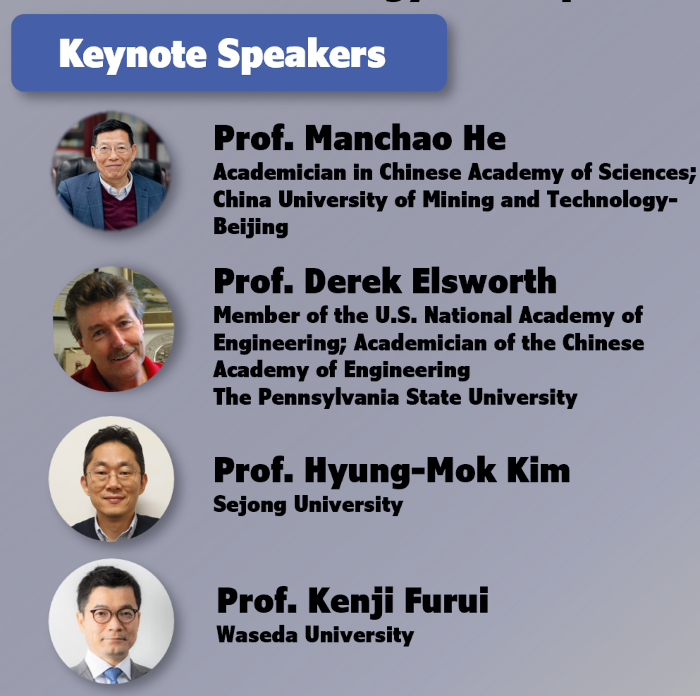 Keynote Speakers
Prof. Manchao He
Academician in Chinese Academy of Sciences;
China University of Mining and Technology-
Beijing
Prof. Derek Elsworth
Member of the U.S. National Academy of
Engineering; Academician of the Chinese
Academy of Engineering
The Pennsylvania State University
Prof. Hyung-Mok Kim
Sejong University
Prof. Kenji Furui
Waseda University